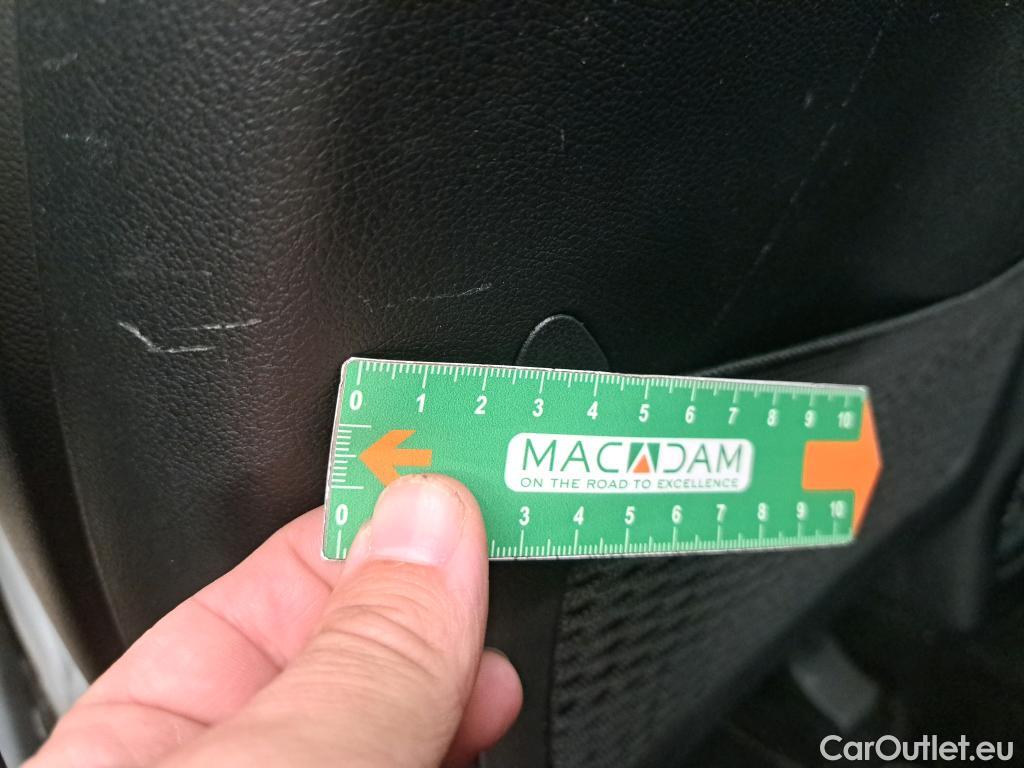 0 1 2 3 4 5 6 7 8 9 10
MACADAM
ON THE ROAD TO EXCELLENCE
0 3 4 5 6 7 8 9 10
CarOutlet.eu